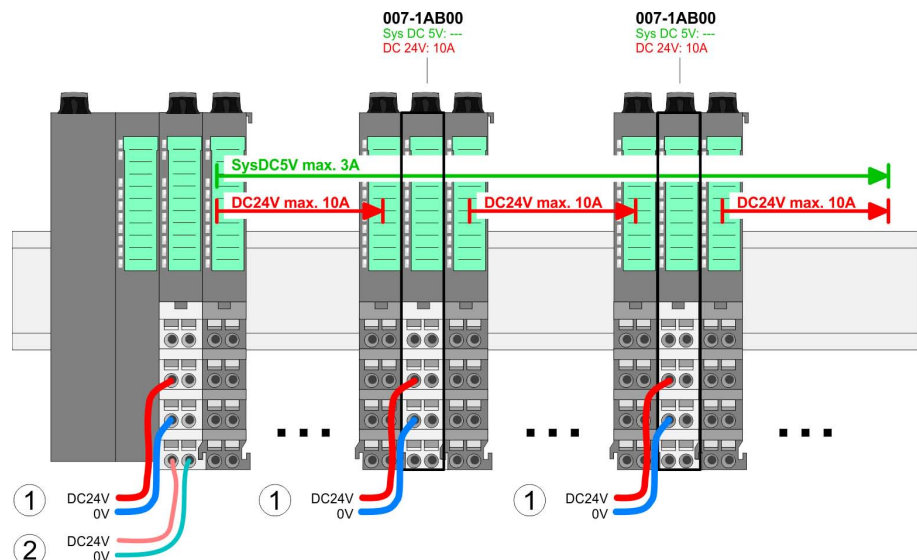 007-1AB00
Sys DC 5V: ---
DC 24V: 10A
007-1AB00
Sys DC 5V: ---
DC 24V: 10A
SysDC5V max. 3A
DC24V max. 10A
DC24V max. 10A
DC24V max. 10A
1
DC24V
0V
1
DC24V
0V
1
DC24V
0V
2
DC24V
0V